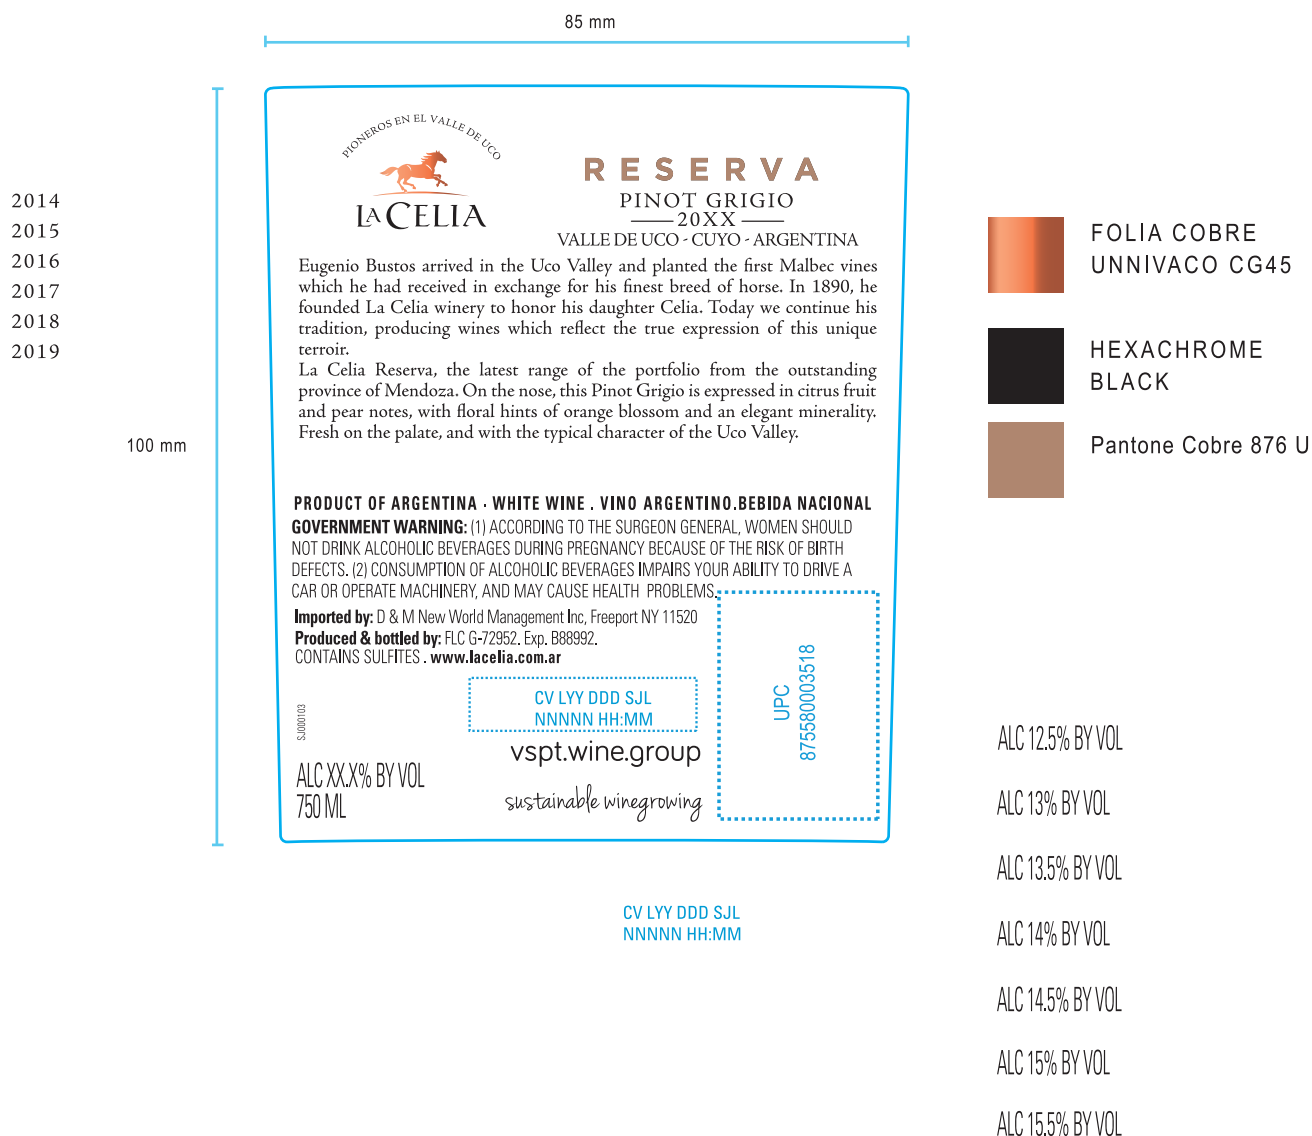 85 mm
PIONEROS EN EL VALLE DE UCO
LA CELIA
RESERVA
PINOT GRIGIO
20XX
VALLE DE UCO - CUYO - ARGENTINA
Eugenio Bustos arrived in the Uco Valley and planted the first Malbec vines
which he had received in exchange for his finest breed of horse. In 1890, he
founded La Celia winery to honor his daughter Celia. Today we continue his
tradition, producing wines which reflect the true expression of this unique
terroir.
La Celia Reserva, the latest range of the portfolio from the outstanding
province of Mendoza. On the nose, this Pinot Grigio is expressed in citrus fruit
and pear notes, with floral hints of orange blossom and an elegant minerality.
Fresh on the palate, and with the typical character of the Uco Valley.
PRODUCT OF ARGENTINA · WHITE WINE . VINO ARGENTINO.BEBIDA NACIONAL
GOVERNMENT WARNING: (1) ACCORDING TO THE SURGEON GENERAL, WOMEN SHOULD
NOT DRINK ALCOHOLIC BEVERAGES DURING PREGNANCY BECAUSE OF THE RISK OF BIRTH
DEFECTS. (2) CONSUMPTION OF ALCOHOLIC BEVERAGES IMPAIRS YOUR ABILITY TO DRIVE A
CAR OR OPERATE MACHINERY, AND MAY CAUSE HEALTH PROBLEMS.
Imported by: D & M New World Management Inc, Freeport NY 11520
Produced & bottled by: FLC G-72952. Exp. B88992.
CONTAINS SULFITES . www.lacelia.com.ar
CV LYY DDD SJL
NNNNN HH:MM
SJ000103
vspt.wine.group
sustainable winegrowing
ALC XX.X% BY VOL
750 ML
UPC
875580003518
CV LYY DDD SJL
NNNNN HH:MM
2014
2015
2016
2017
2018
2019
100 mm
FOLIA COBRE
UNNIVACO CG45
HEXACHROME
BLACK
Pantone Cobre 876 U
ALC 12.5% BY VOL
ALC 13% BY VOL
ALC 13.5% BY VOL
ALC 14% BY VOL
ALC 14.5% BY VOL
ALC 15% BY VOL
ALC 15.5% BY VOL